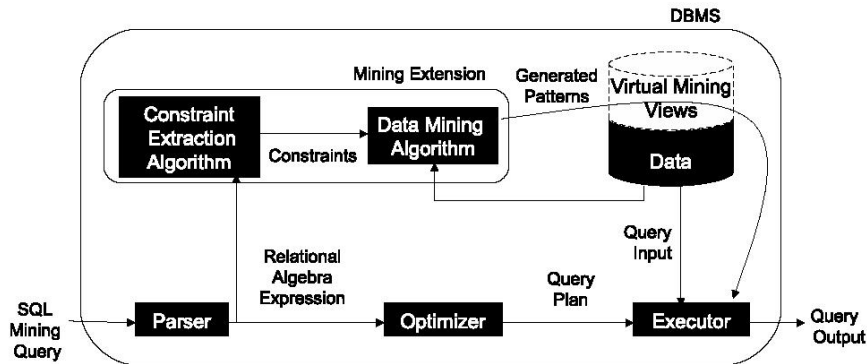 DBMS
Mining Extension
Generated
Patterns
Virtual Mining
Views
Data
Constraint
Extraction
Algorithm
Constraints
Data Mining
Algorithm
Query
Input
Relational
Algebra
Expression
Query
Plan
SQL
Mining
Query
Parser
Optimizer
Executor
Query
Output